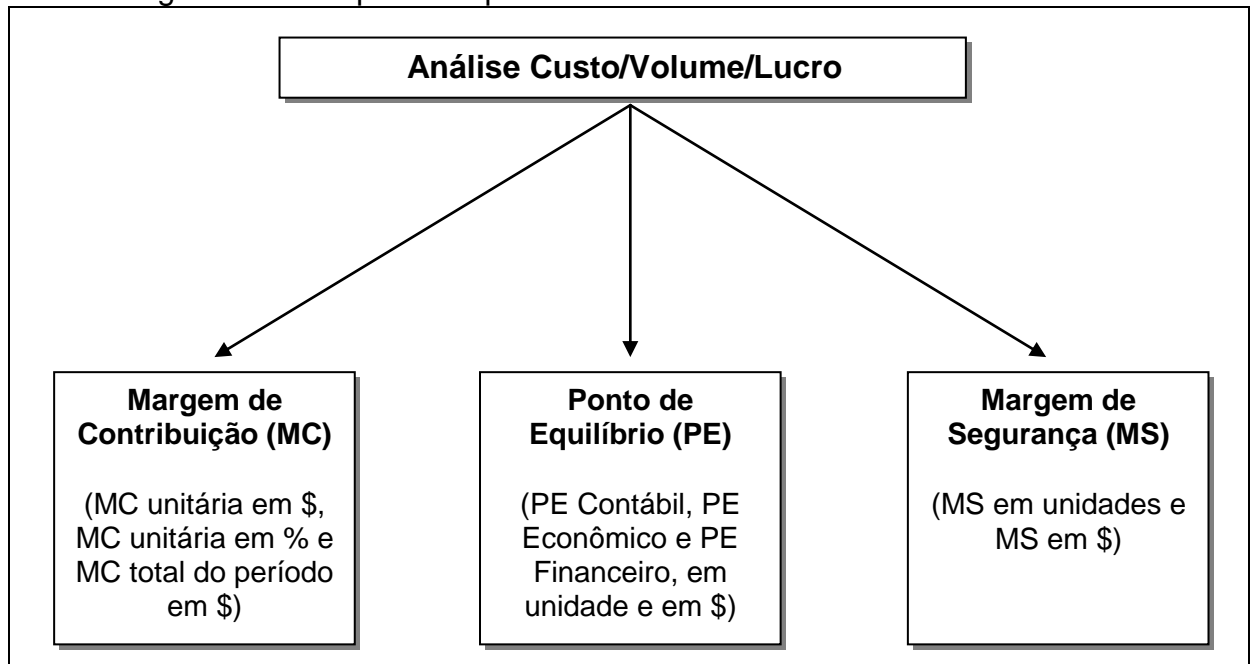 Análise Custo/Volume/Lucro
Margem de
Contribuição (MC)
(MC unitária em $,
MC unitária em % e
MC total do período
em $)
Ponto de
Equilíbrio (PE)
(PE Contábil, PE
Econômico e PE
Financeiro, em
unidade e em $)
Margem de
Segurança (MS)
(MS em unidades e
MS em $)